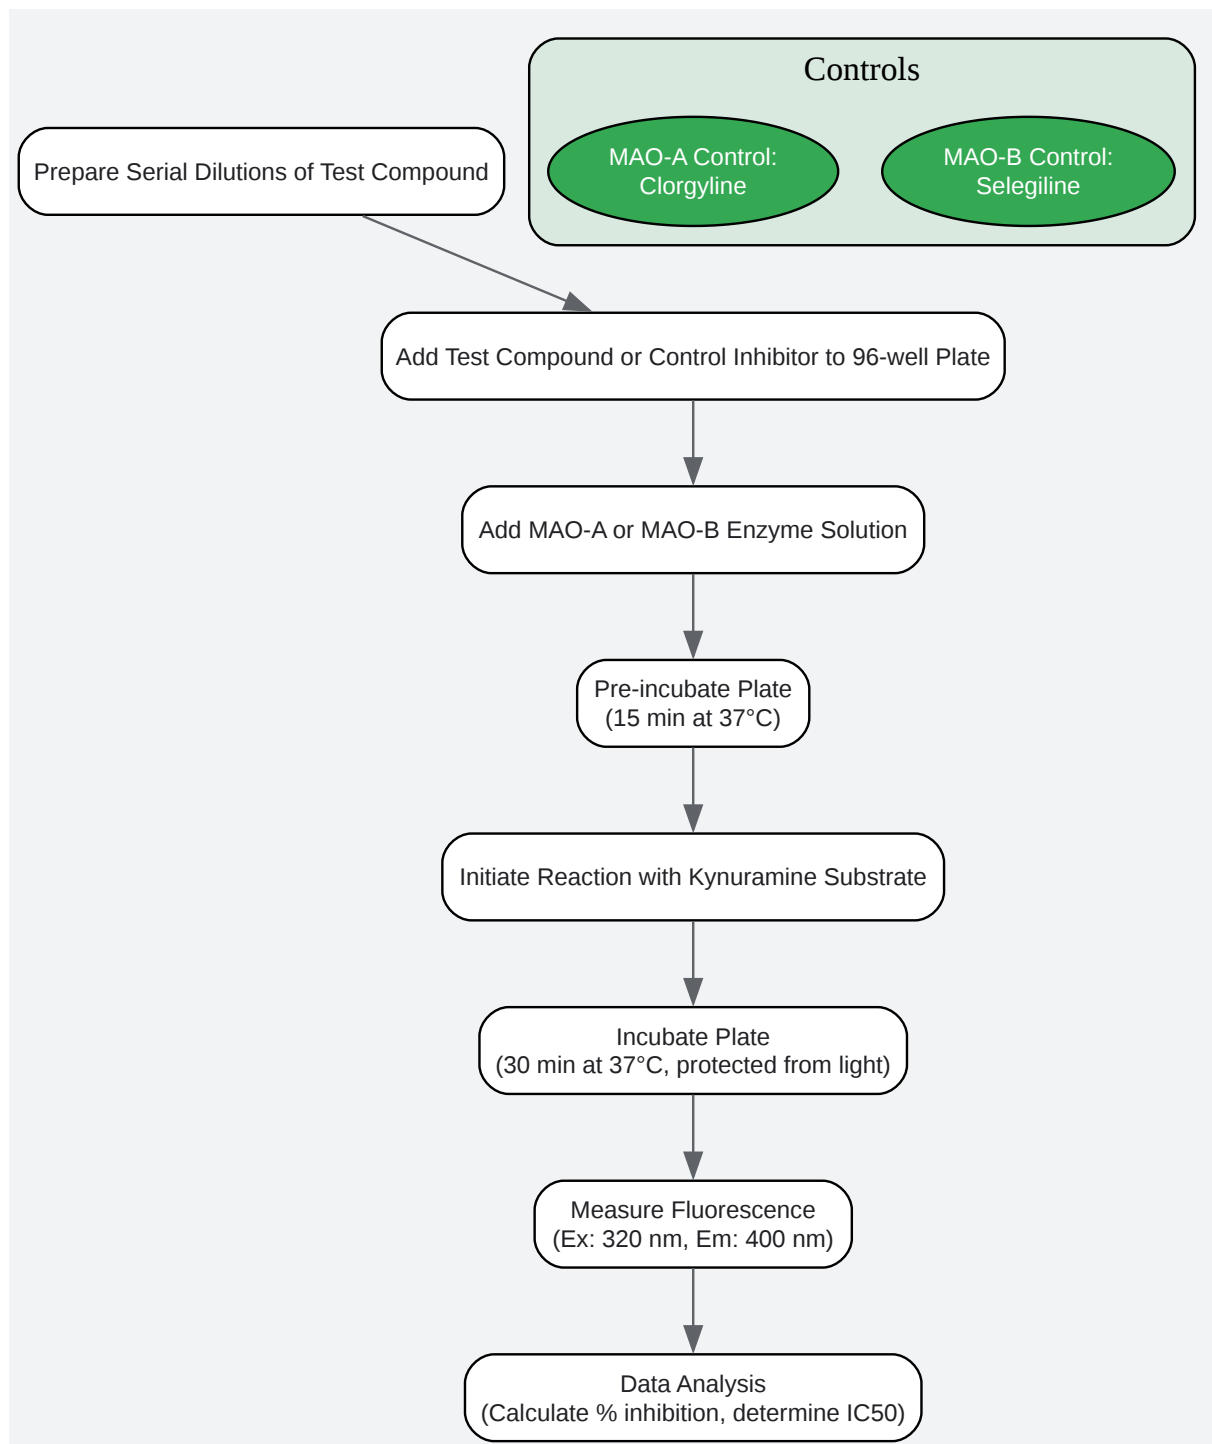 Controls
MAO-A Control:
Clorgyline
MAO-B Control:
Selegiline
Prepare Serial Dilutions of Test Compound
Add Test Compound or Control Inhibitor to 96-well Plate
Add MAO-A or MAO-B Enzyme Solution
Pre-incubate Plate
(15 min at 37°C)
Initiate Reaction with Kynuramine Substrate
Incubate Plate
(30 min at 37°C, protected from light)
Measure Fluorescence
(Ex: 320 nm, Em: 400 nm)
Data Analysis
(Calculate % inhibition, determine IC50)